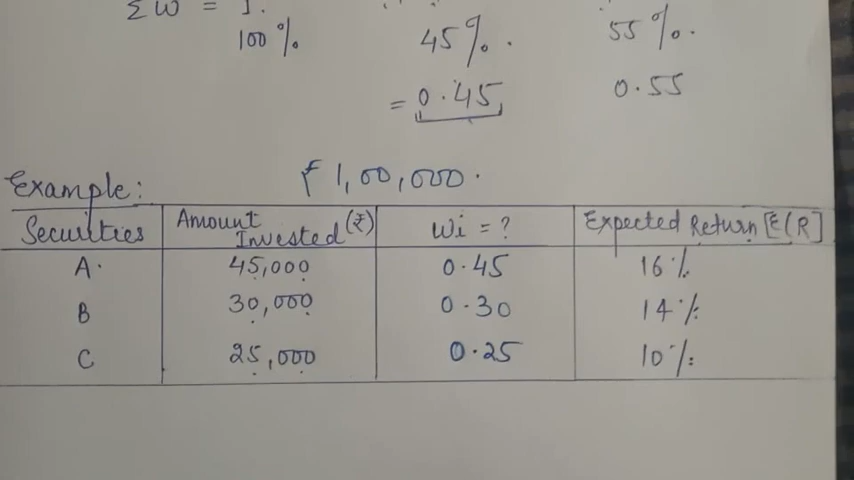 ΣW = 1.
100% 45%. 55%.
= 0.45 0.55
Example: ₹ 1,00,000.
Securities Amount Invested (₹) Wi = ? Expected Return [E(R]
A. 45,000 0.45 16%
B 30,000 0.30 14%
C 25,000 0.25 10%